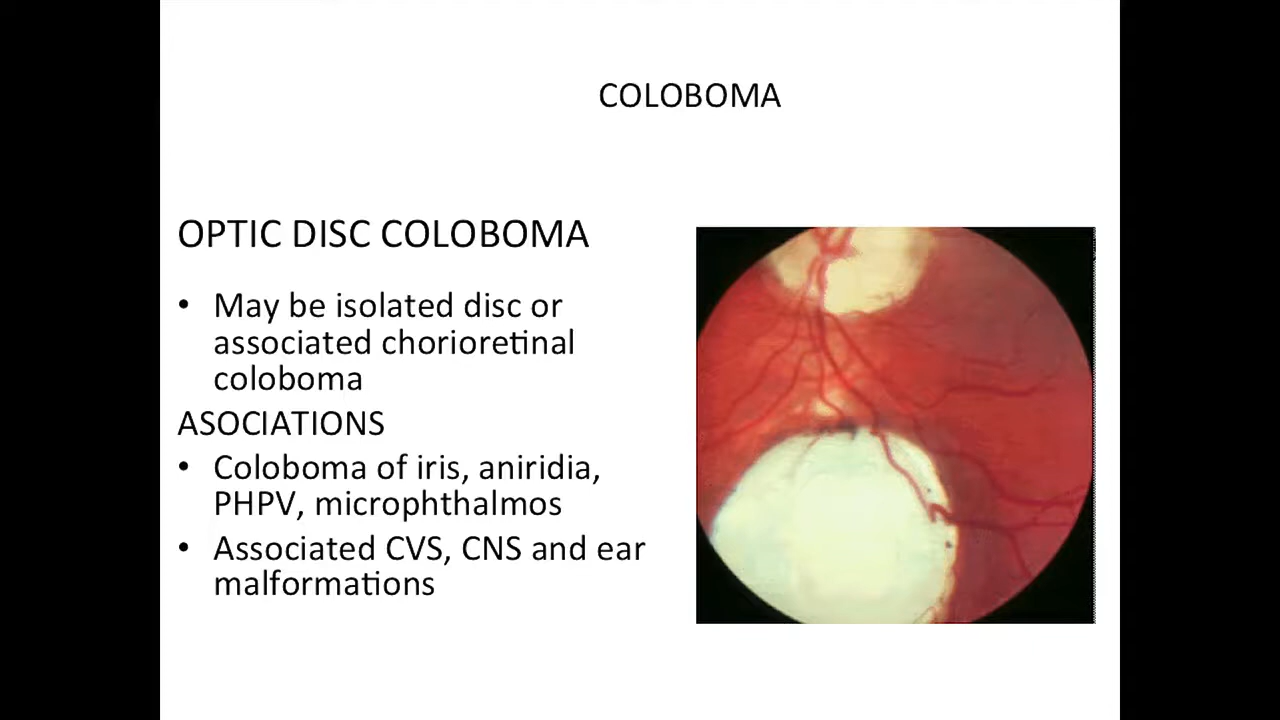 COLOBOMA
OPTIC DISC COLOBOMA
• May be isolated disc or
associated chorioretinal
coloboma
ASOCIATIONS
• Coloboma of iris, aniridia,
PHPV, microphthalmos
• Associated CVS, CNS and ear
malformations